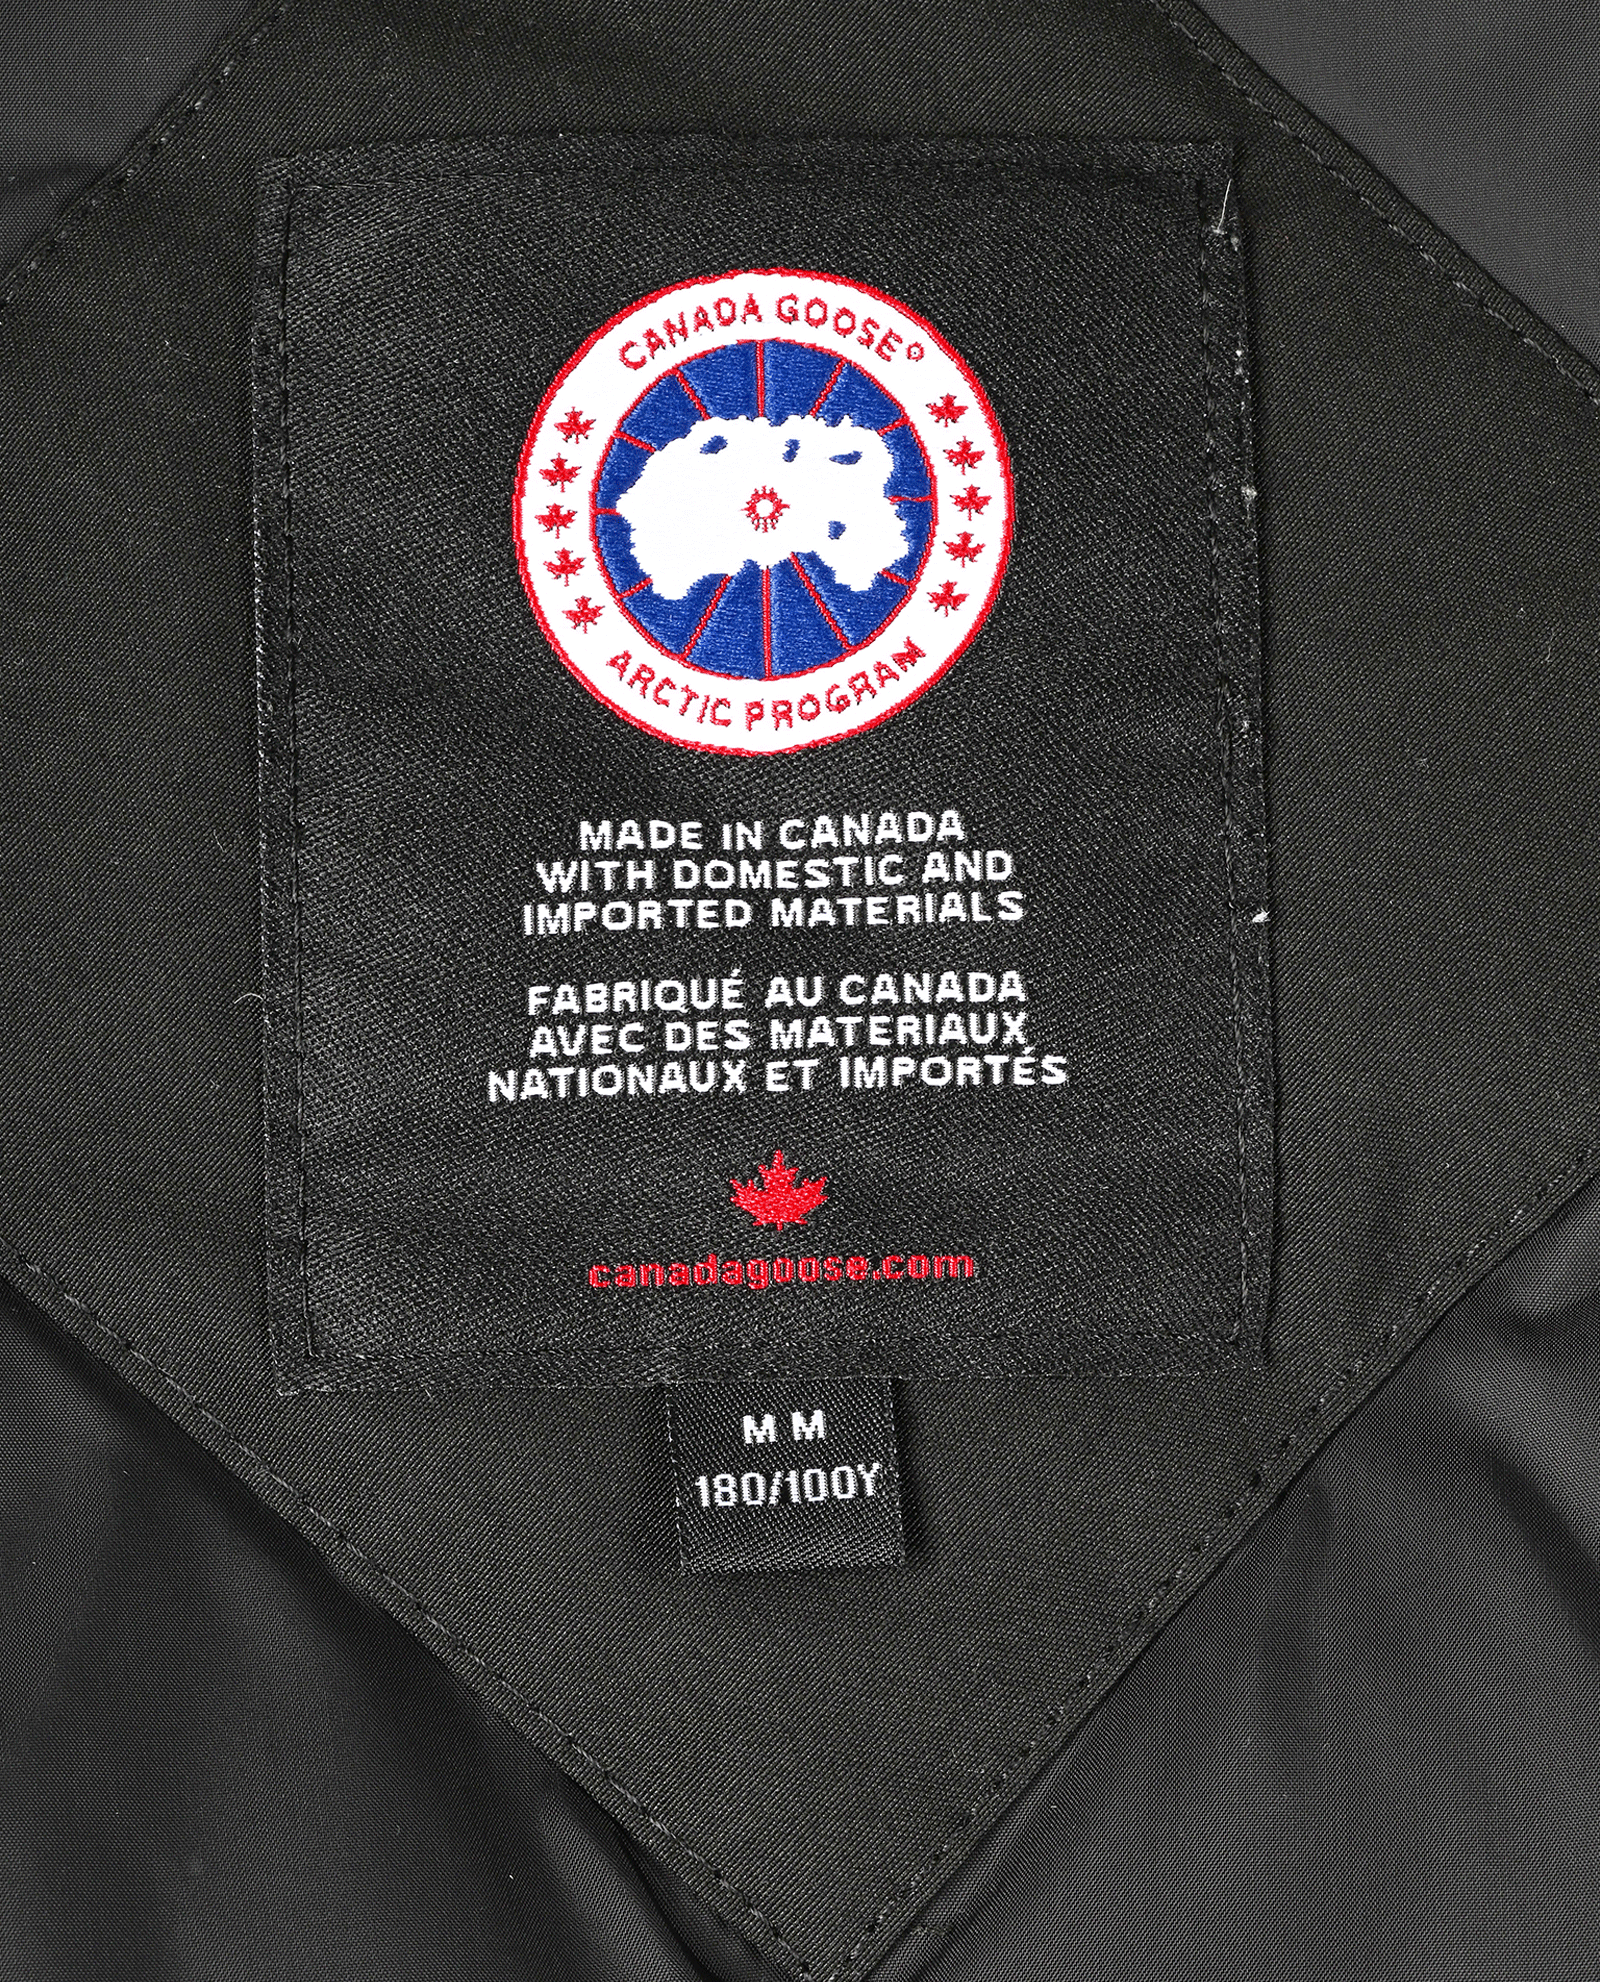 CANADA GOOSE®
ARCTIC PROGRAM
MADE IN CANADA
WITH DOMESTIC AND
IMPORTED MATERIALS
FABRIQUÉ AU CANADA
AVEC DES MATERIAUX
NATIONAUX ET IMPORTÉS
canadagoose.com
M M
180/100Y